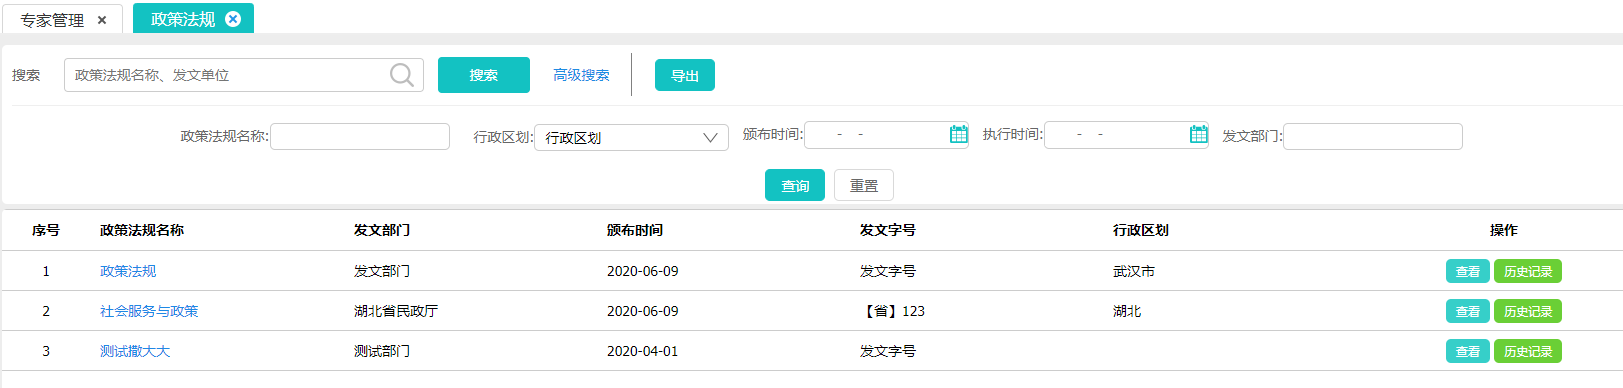 专家管理 × 政策法规
搜索 政策法规名称、发文单位 搜索 高级搜索 导出
政策法规名称: 行政区划: 行政区划 颁布时间: - - 执行时间: - - 发文部门:
查询 重置
序号 政策法规名称 发文部门 颁布时间 发文字号 行政区划 操作
1 政策法规 发文部门 2020-06-09 发文字号 武汉市 查看 历史记录
2 社会服务与政策 湖北省民政厅 2020-06-09 【省】123 湖北 查看 历史记录
3 测试撒大大 测试部门 2020-04-01 发文字号 查看 历史记录